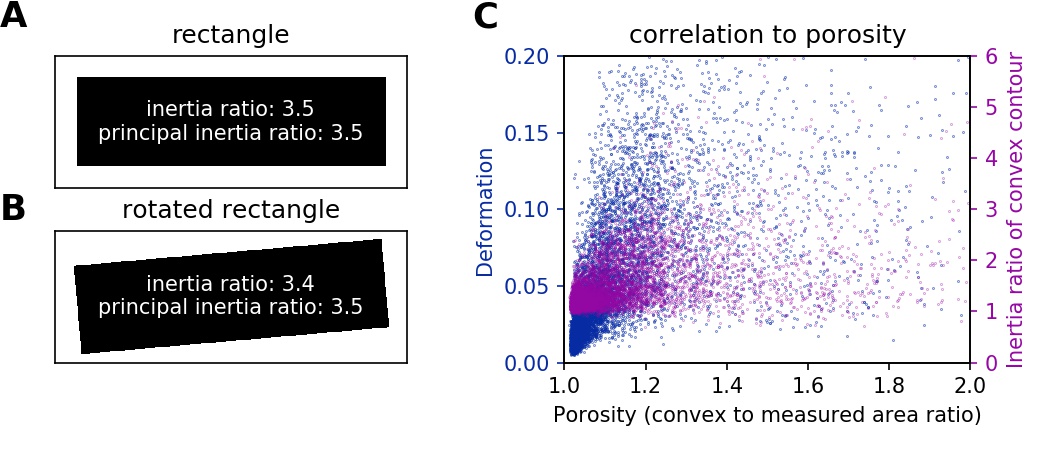 A
rectangle
inertia ratio: 3.5
principal inertia ratio: 3.5
B
rotated rectangle
inertia ratio: 3.4
principal inertia ratio: 3.5
C
correlation to porosity
Deformation
0.20
0.15
0.10
0.05
0.00
1.0 1.2 1.4 1.6 1.8 2.0
Porosity (convex to measured area ratio)
6
5
4
3
2
1
0
Inertia ratio of convex contour